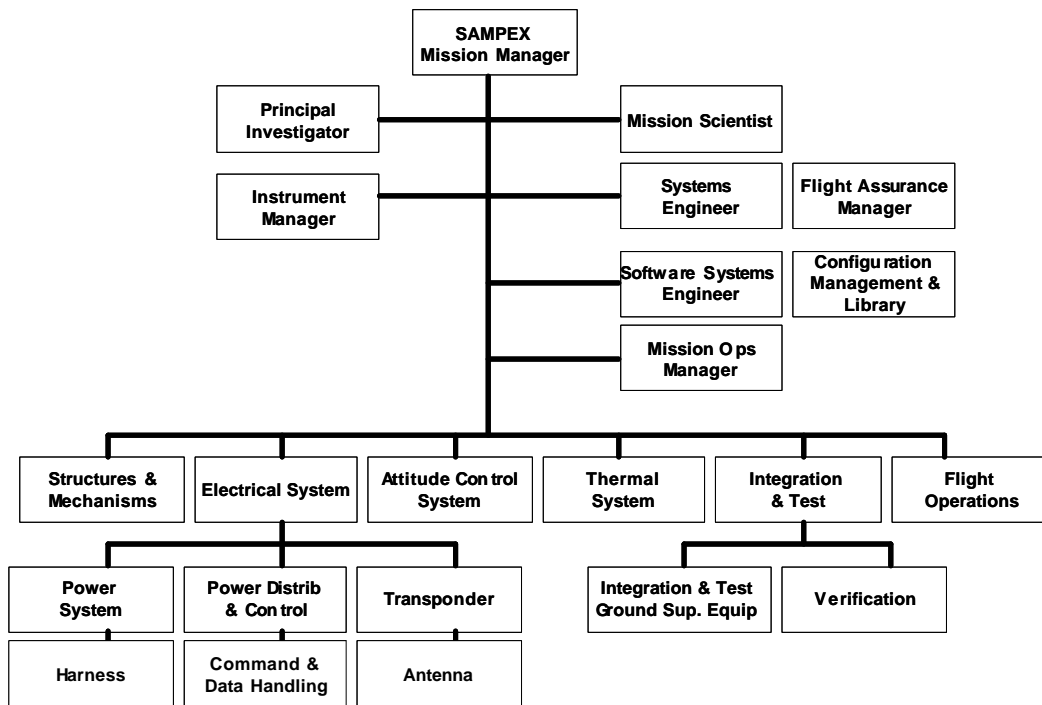 SAMPEX
Mission Manager
Principal
Investigator
Mission Scientist
Instrument
Manager
Systems
Engineer
Flight Assurance
Manager
Software Systems
Engineer
Configuration
Management &
Library
Mission Ops
Manager
Structures &
Mechanisms
Electrical System
Attitude Control
System
Thermal
System
Integration
& Test
Flight
Operations
Power
System
Power Distrib
& Control
Transponder
Integration & Test
Ground Sup. Equip
Verification
Harness
Command &
Data Handling
Antenna